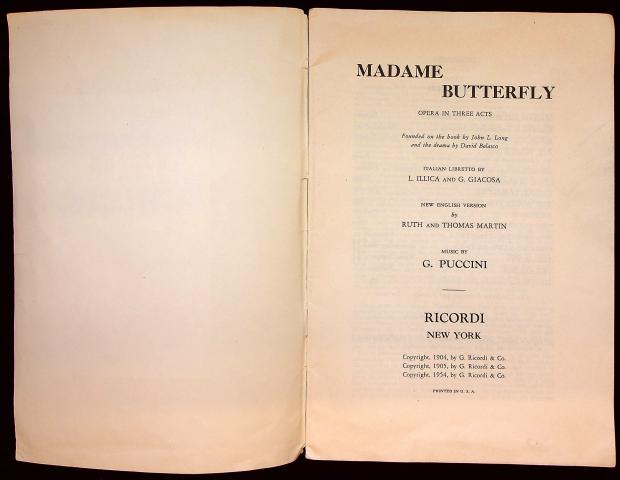 MADAME
BUTTERFLY
OPERA IN THREE ACTS
Founded on the book by John L. Long
and the drama by David Belasco
ITALIAN LIBRETTO BY
L. ILLICA AND G. GIACOSA
NEW ENGLISH VERSION
by
RUTH AND THOMAS MARTIN
MUSIC BY
G. PUCCINI
RICORDI
NEW YORK
Copyright, 1904, by G. Ricordi & Co.
Copyright, 1905, by G. Ricordi & Co.
Copyright, 1954, by G. Ricordi & Co.
PRINTED IN U. S. A.